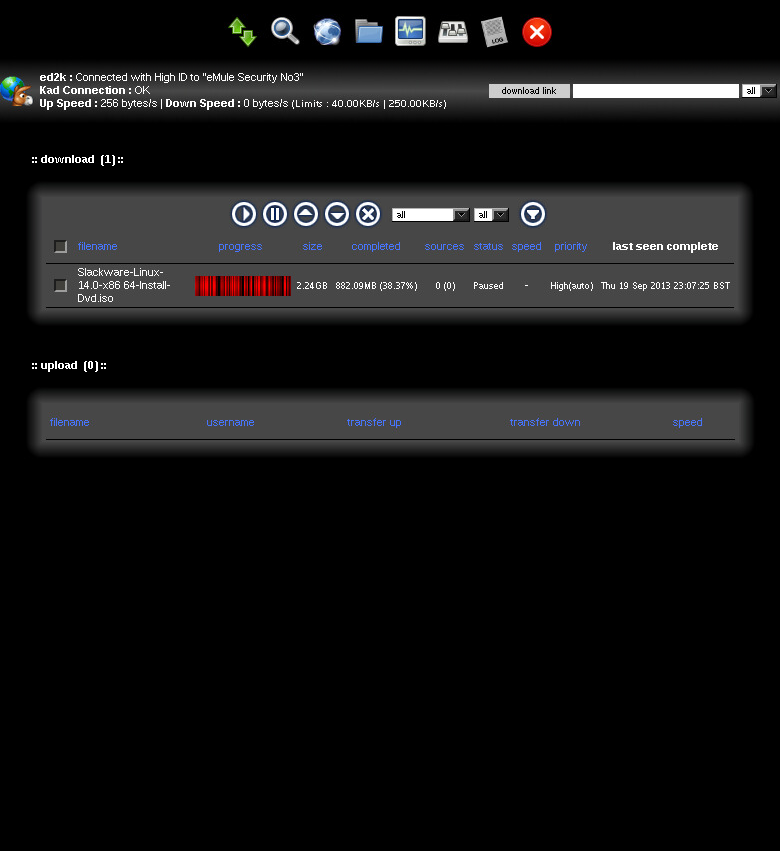 LOG
ed2k : Connected with High ID to "eMule Security No3"
Kad Connection : OK
Up Speed : 256 bytes/s | Down Speed : 0 bytes/s (Limits : 40.00KB/s | 250.00KB/s)
download link all
:: download (1) ::
all all
filename progress size completed sources status speed priority last seen complete
Slackware-Linux-
14.0-x86 64-Install-
Dvd.iso
2.24GB 882.09MB (38.37%) 0 (0) Paused - High(auto) Thu 19 Sep 2013 23:07:25 BST
:: upload (0) ::
filename username transfer up transfer down speed